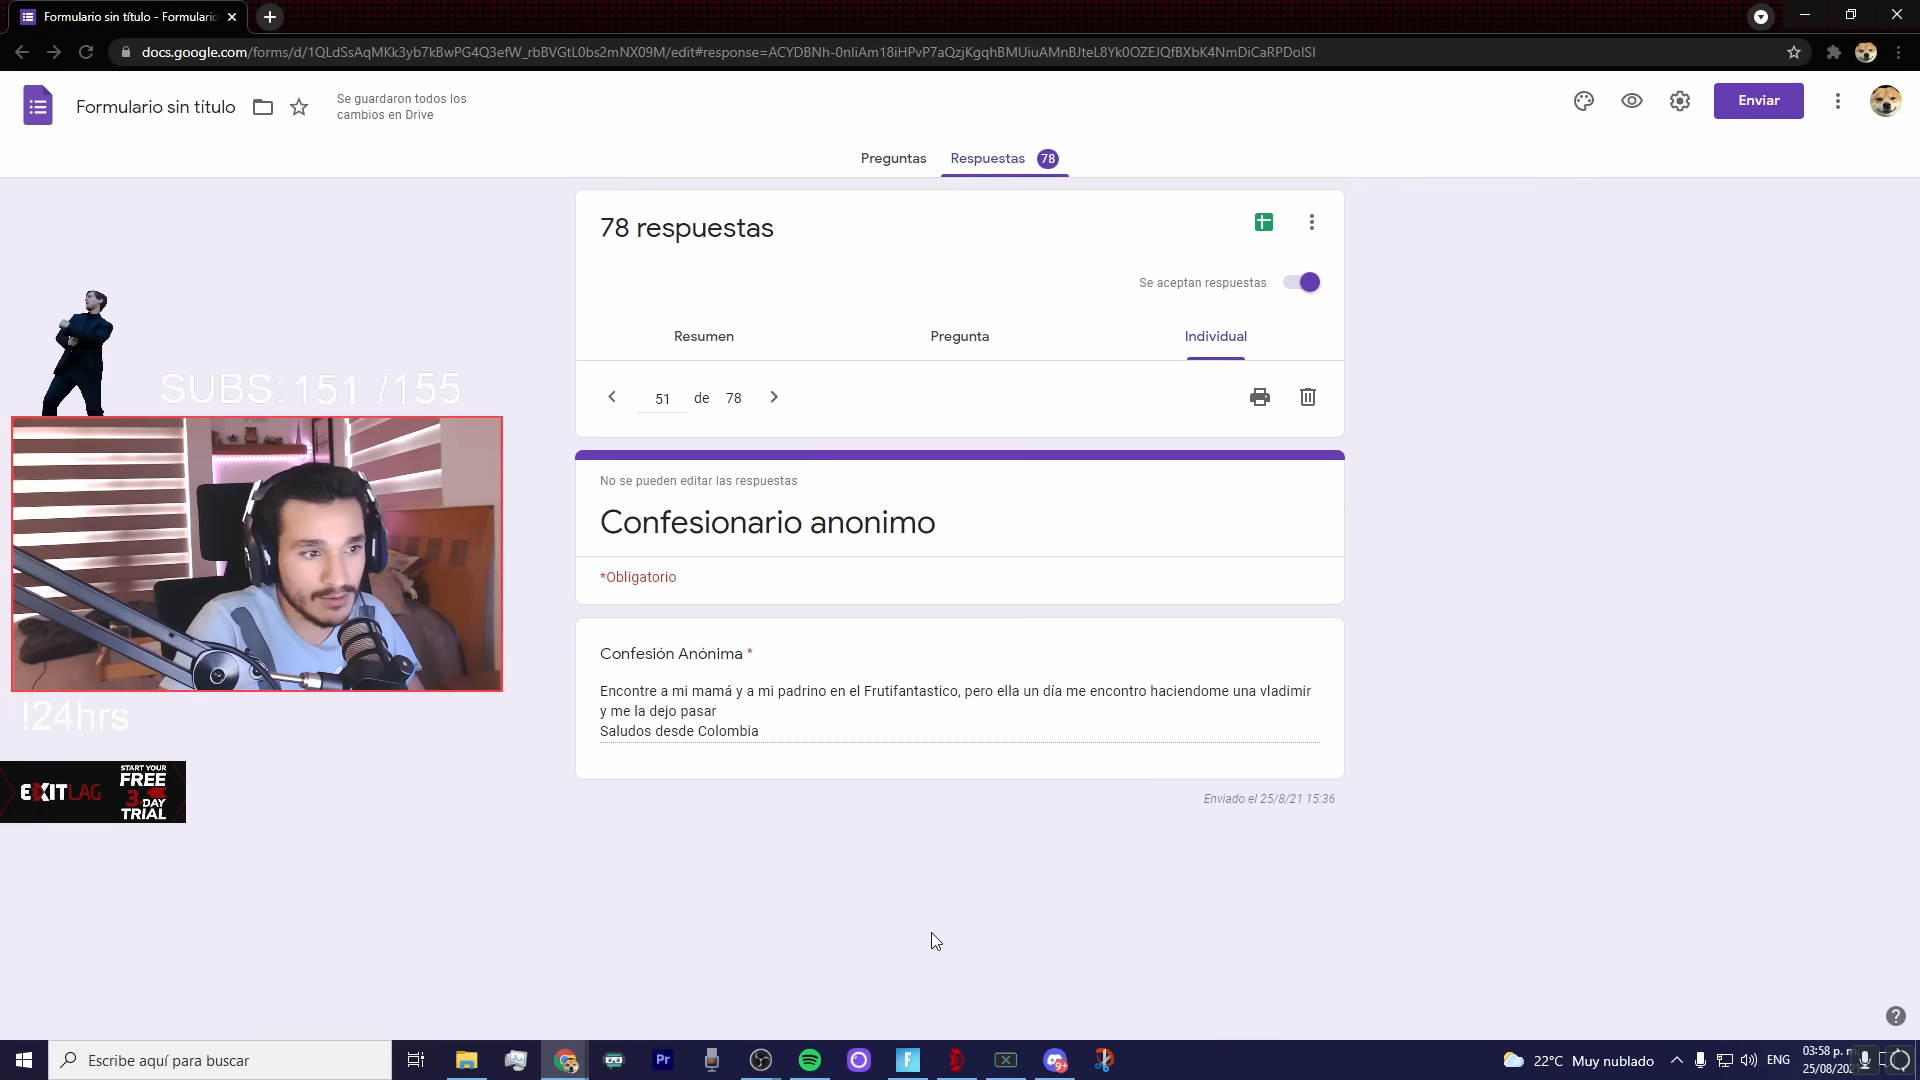 Formulario sin título - Formulario
docs.google.com/forms/d/1QLdSsAqMKk3yb7kBwPG4Q3efW_rbBVGtL0bs2mNX09M/edit#response=ACYDBNh-0nIiAm18iHPvP7aQzjKgqhBMUiuAMnBJteL8Yk0OZEJQfBXbK4NmDiCaRPDoISI
Formulario sin título
Se guardaron todos los
cambios en Drive
Enviar
Preguntas
Respuestas 78
78 respuestas
Se aceptan respuestas
Resumen
Pregunta
Individual
51 de 78
SUBS: 151 /155
No se pueden editar las respuestas
Confesionario anonimo
*Obligatorio
Confesión Anónima *
Encontre a mi mamá y a mi padrino en el Frutifantastico, pero ella un día me encontro haciendome una vladimir
y me la dejo pasar
Saludos desde Colombia
Enviado el 25/8/21 15:36
!24hrs
EXITLAG
START YOUR
FREE
3-DAY
TRIAL
Escribe aquí para buscar
Pr
F
9+
22°C Muy nublado
ENG
03:58 p. m.
25/08/202